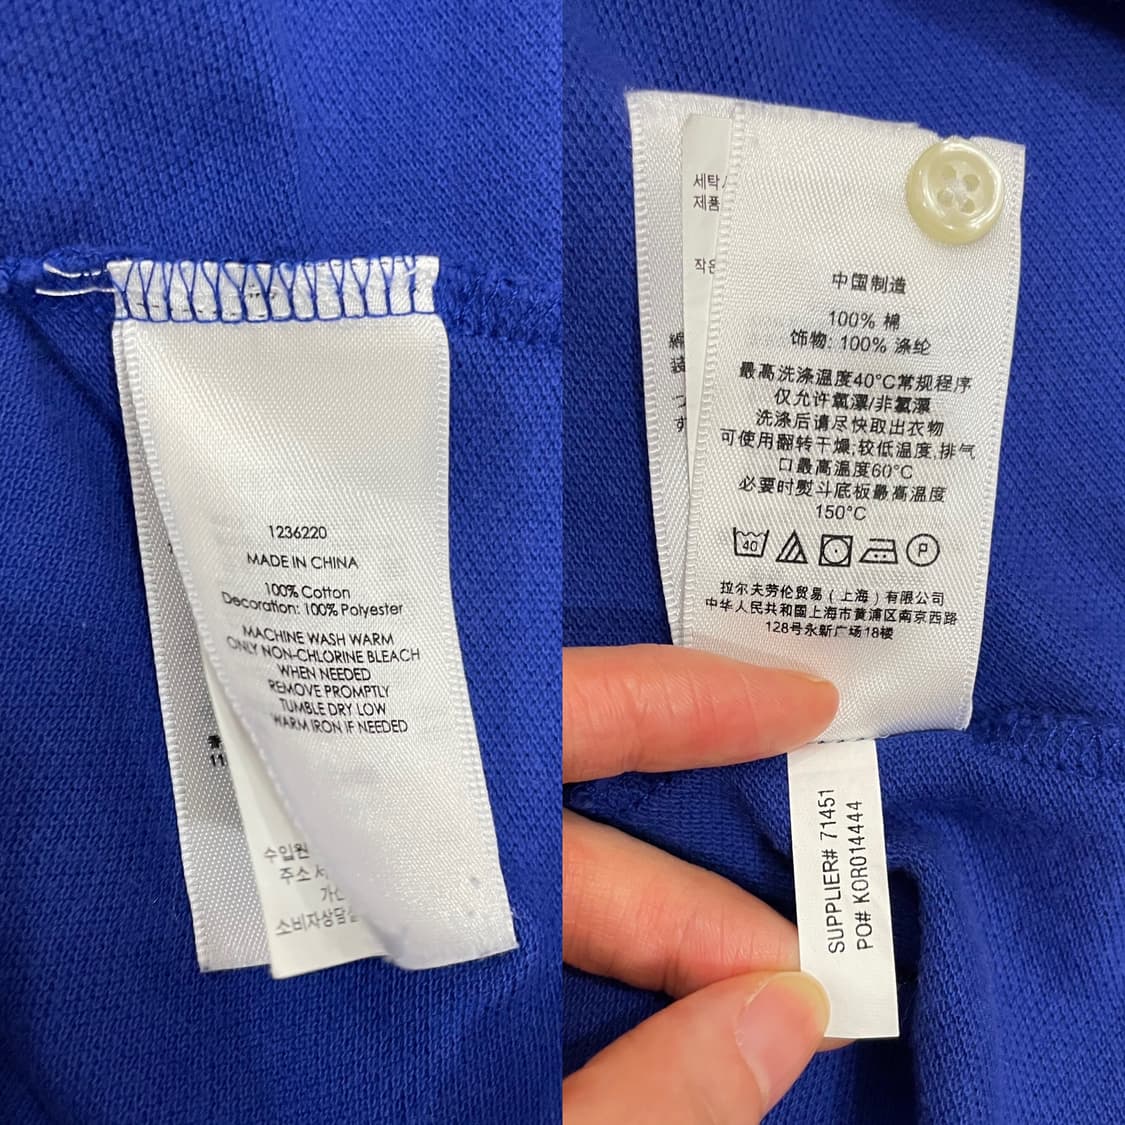 1236220
MADE IN CHINA
100% Cotton
Decoration: 100% Polyester
MACHINE WASH WARM
ONLY NON-CHLORINE BLEACH
WHEN NEEDED
REMOVE PROMPTLY
TUMBLE DRY LOW
WARM IRON IF NEEDED
11
수입원
주소
소비자상담실
세탁
제품
中国制造
100% 棉
饰物: 100% 涤纶
最高洗涤温度40°C常规程序
仅允许氧漂/非氯漂
洗涤后请尽快取出衣物
可使用翻转干燥;较低温度,排气
口最高温度60°C
必要时熨斗底板最高温度
150°C
40
P
拉尔夫劳伦贸易(上海)有限公司
中华人民共和国上海市黄浦区南京西路
128号永新广场18楼
SUPPLIER# 71451
PO# KOR014444